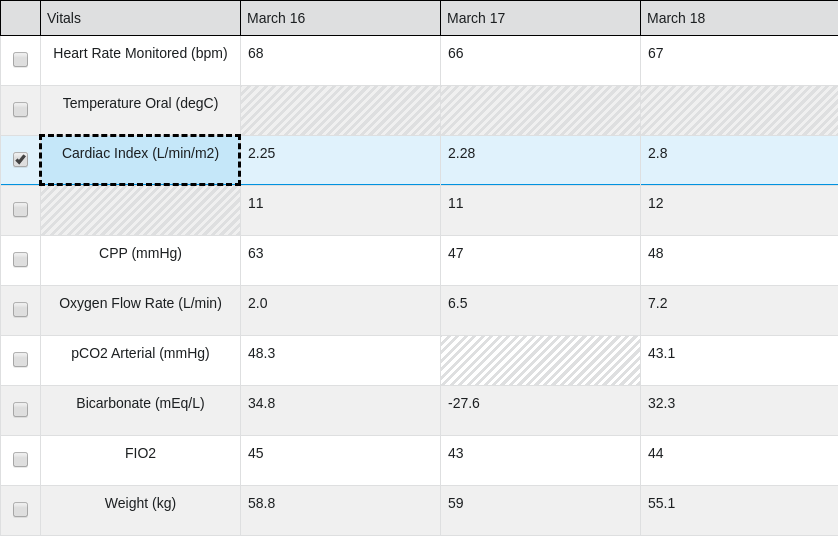 Vitals March 16 March 17 March 18
Heart Rate Monitored (bpm) 68 66 67
Temperature Oral (degC)
Cardiac Index (L/min/m2) 2.25 2.28 2.8
11 11 12
CPP (mmHg) 63 47 48
Oxygen Flow Rate (L/min) 2.0 6.5 7.2
pCO2 Arterial (mmHg) 48.3 43.1
Bicarbonate (mEq/L) 34.8 -27.6 32.3
FIO2 45 43 44
Weight (kg) 58.8 59 55.1